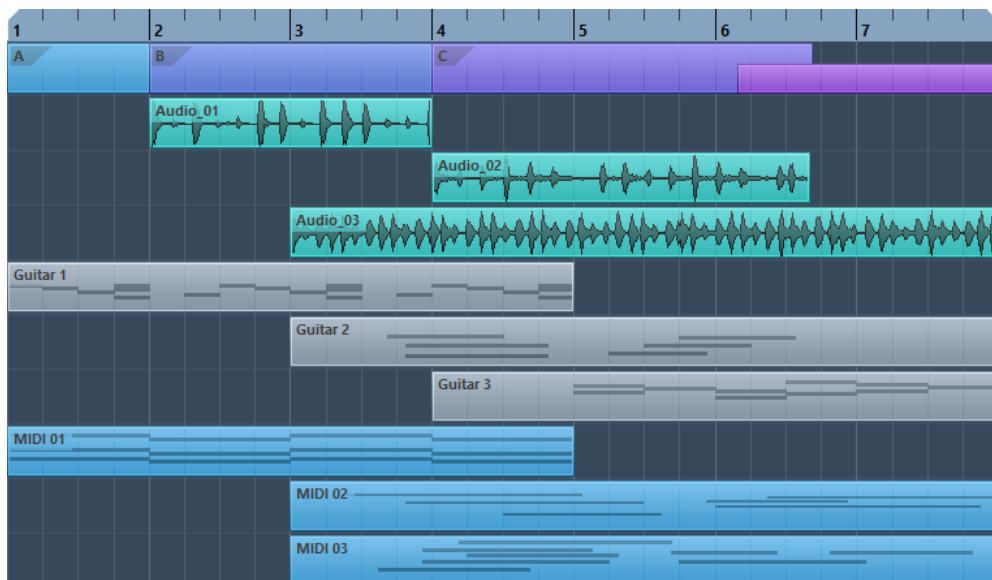 1 2 3 4 5 6 7
A B C
Audio_01
Audio_02
Audio_03
Guitar 1
Guitar 2
Guitar 3
MIDI 01
MIDI 02
MIDI 03